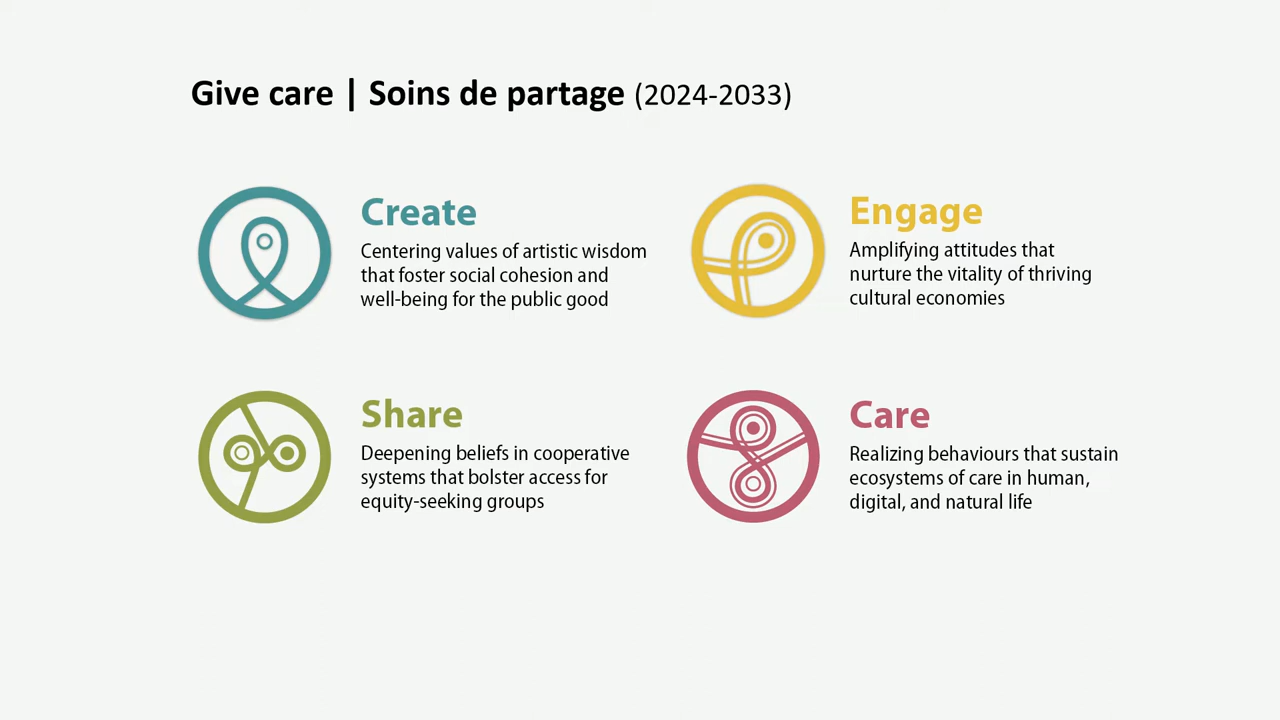 Give care | Soins de partage (2024-2033)
Create
Centering values of artistic wisdom
that foster social cohesion and
well-being for the public good
Engage
Amplifying attitudes that
nurture the vitality of thriving
cultural economies
Share
Deepening beliefs in cooperative
systems that bolster access for
equity-seeking groups
Care
Realizing behaviours that sustain
ecosystems of care in human,
digital, and natural life